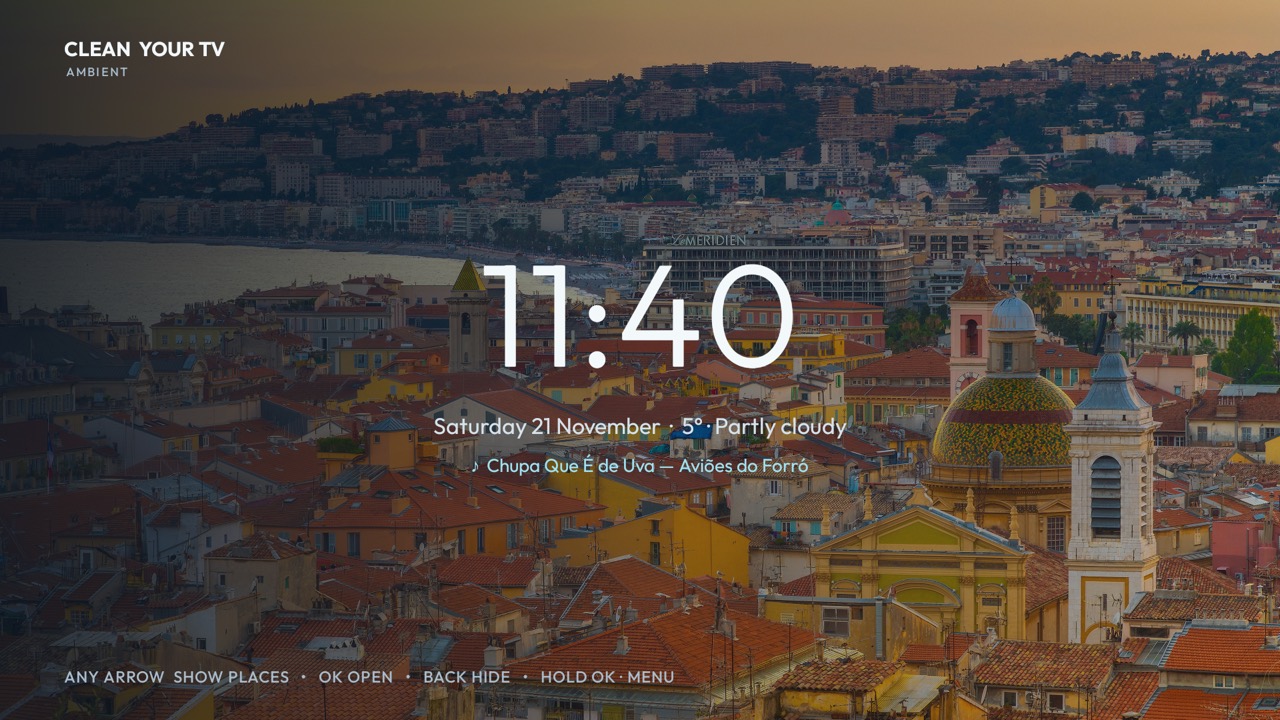 CLEAN YOUR TV
AMBIENT
MERIDIEN
11:40
Saturday 21 November · 5° · Partly cloudy
♪ Chupa Que É de Uva — Aviões do Forró
ANY ARROW SHOW PLACES • OK OPEN • BACK HIDE • HOLD OK · MENU